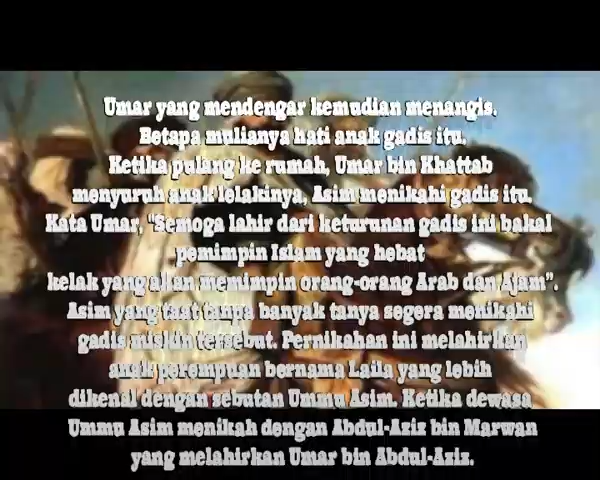 Umar yang mendengar kemudian menangis.
Betapa mulianya hati anak gadis itu.
Ketika pulang ke rumah, Umar bin Khattab
menyuruh anak lelakinya, Asim menikahi gadis itu.
Kata Umar, "Semoga lahir dari keturunan gadis ini bakal
pemimpin Islam yang hebat
kelak yang akan memimpin orang-orang Arab dan Ajam".
Asim yang taat tanpa banyak tanya segera menikahi
gadis miskin tersebut. Pernikahan ini melahirkan
anak perempuan bernama Laila yang lebih
dikenal dengan sebutan Ummu Asim. Ketika dewasa
Ummu Asim menikah dengan Abdul-Aziz bin Marwan
yang melahirkan Umar bin Abdul-Aziz.